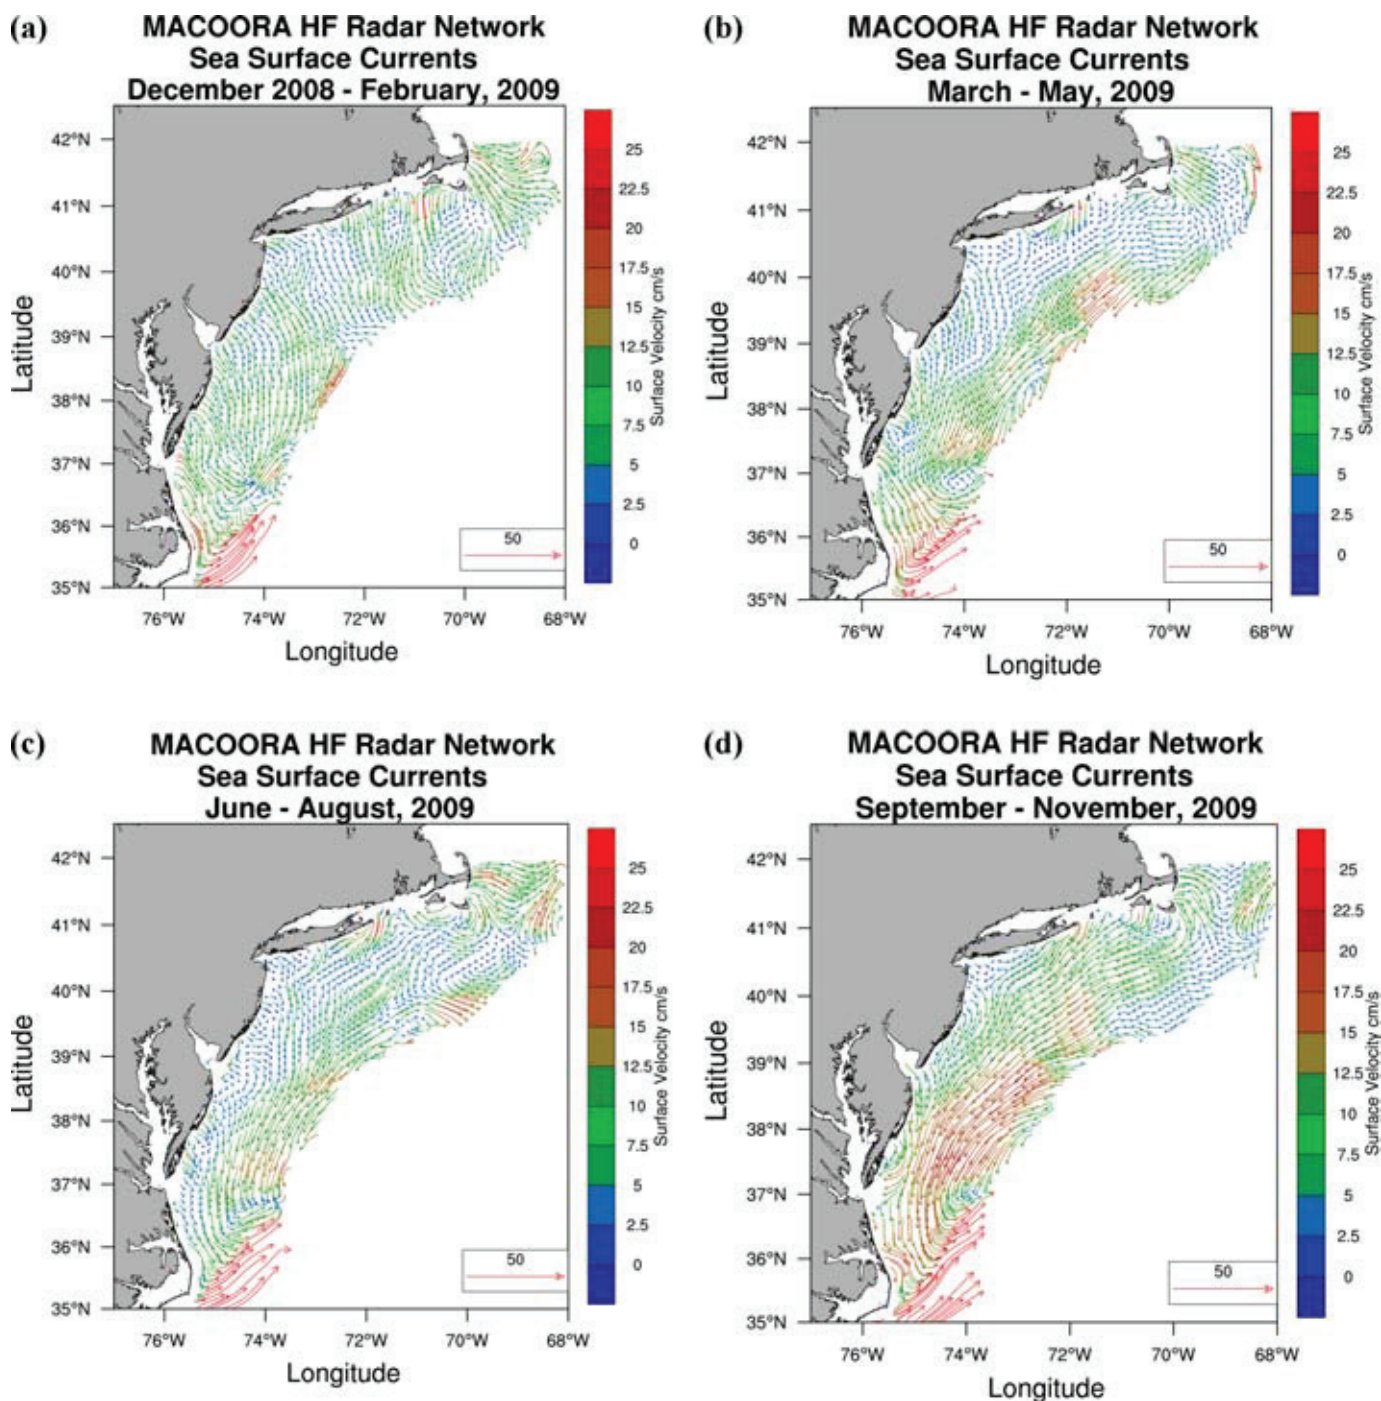 (a)
MACOORA HF Radar Network
Sea Surface Currents
December 2008 - February, 2009
42°N
41°N
40°N
39°N
38°N
37°N
36°N
35°N
Latitude
76°W 74°W 72°W 70°W 68°W
Longitude
50
25
22.5
20
17.5
15
12.5
10
7.5
5
2.5
0
Surface Velocity cm/s
(b)
MACOORA HF Radar Network
Sea Surface Currents
March - May, 2009
42°N
41°N
40°N
39°N
38°N
37°N
36°N
35°N
Latitude
76°W 74°W 72°W 70°W 68°W
Longitude
50
25
22.5
20
17.5
15
12.5
10
7.5
5
2.5
0
Surface Velocity cm/s
(c)
MACOORA HF Radar Network
Sea Surface Currents
June - August, 2009
42°N
41°N
40°N
39°N
38°N
37°N
36°N
35°N
Latitude
76°W 74°W 72°W 70°W 68°W
Longitude
50
25
22.5
20
17.5
15
12.5
10
7.5
5
2.5
0
Surface Velocity cm/s
(d)
MACOORA HF Radar Network
Sea Surface Currents
September - November, 2009
42°N
41°N
40°N
39°N
38°N
37°N
36°N
35°N
Latitude
76°W 74°W 72°W 70°W 68°W
Longitude
50
25
22.5
20
17.5
15
12.5
10
7.5
5
2.5
0
Surface Velocity cm/s